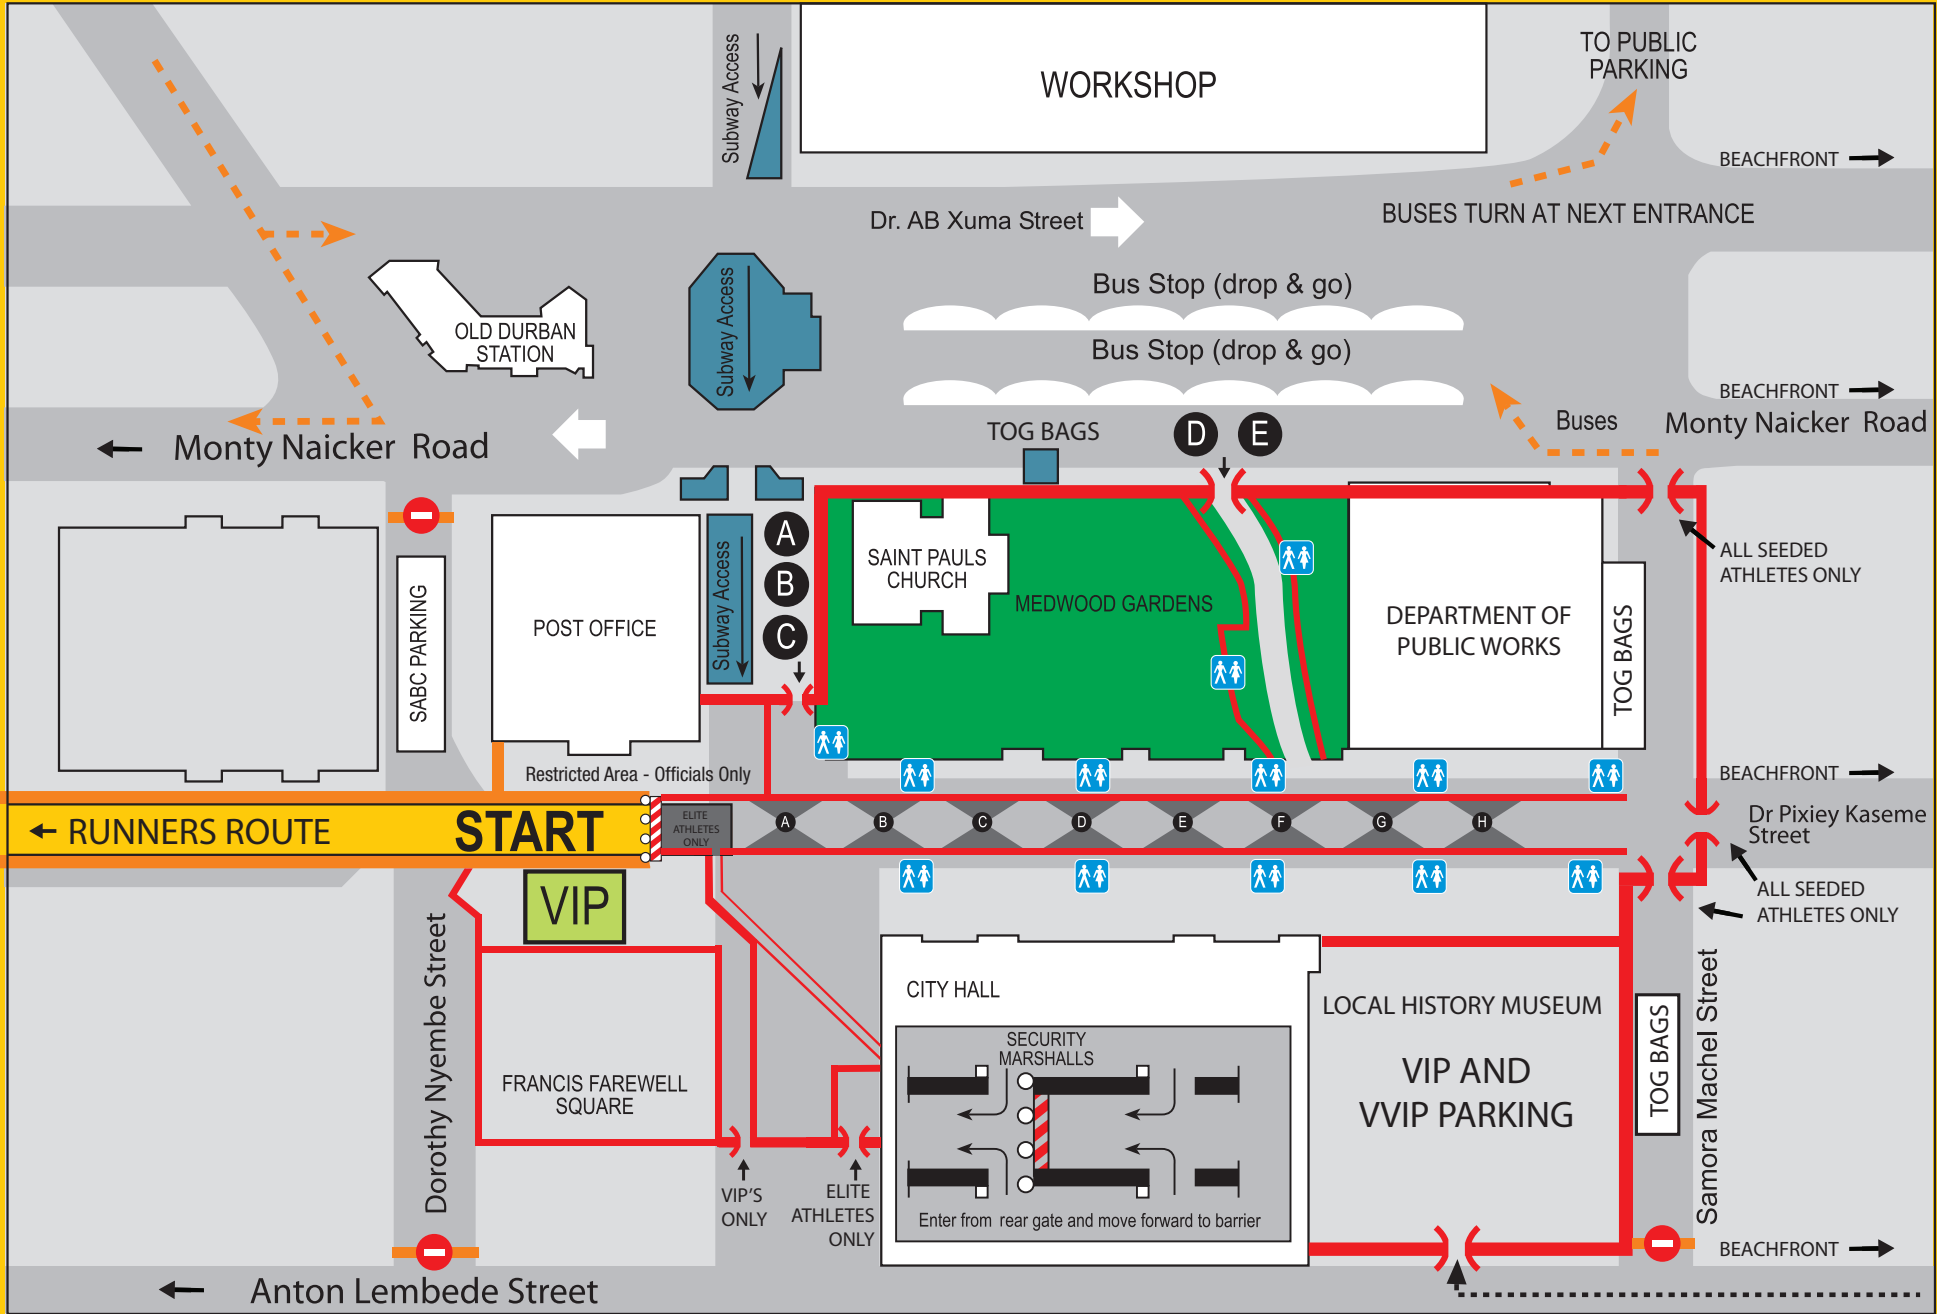 WORKSHOP
TO PUBLIC
PARKING
Subway Access
BEACHFRONT
Dr. AB Xuma Street
BUSES TURN AT NEXT ENTRANCE
Bus Stop (drop & go)
Subway Access
OLD DURBAN
STATION
Bus Stop (drop & go)
BEACHFRONT
Buses
Monty Naicker Road
Monty Naicker Road
TOG BAGS
D E
A
B
C
Subway Access
SABC PARKING
POST OFFICE
SAINT PAULS
CHURCH
MEDWOOD GARDENS
DEPARTMENT OF
PUBLIC WORKS
TOG BAGS
ALL SEEDED
ATHLETES ONLY
Restricted Area - Officials Only
BEACHFRONT
RUNNERS ROUTE
START
ELITE
ATHLETES
ONLY
A B C D E F G H
Dr Pixiey Kaseme
Street
VIP
ALL SEEDED
ATHLETES ONLY
Dorothy Nyembe Street
FRANCIS FAREWELL
SQUARE
CITY HALL
SECURITY
MARSHALLS
Enter from rear gate and move forward to barrier
LOCAL HISTORY MUSEUM
VIP AND
VVIP PARKING
TOG BAGS
Samora Machel Street
VIP'S
ONLY
ELITE
ATHLETES
ONLY
BEACHFRONT
Anton Lembede Street